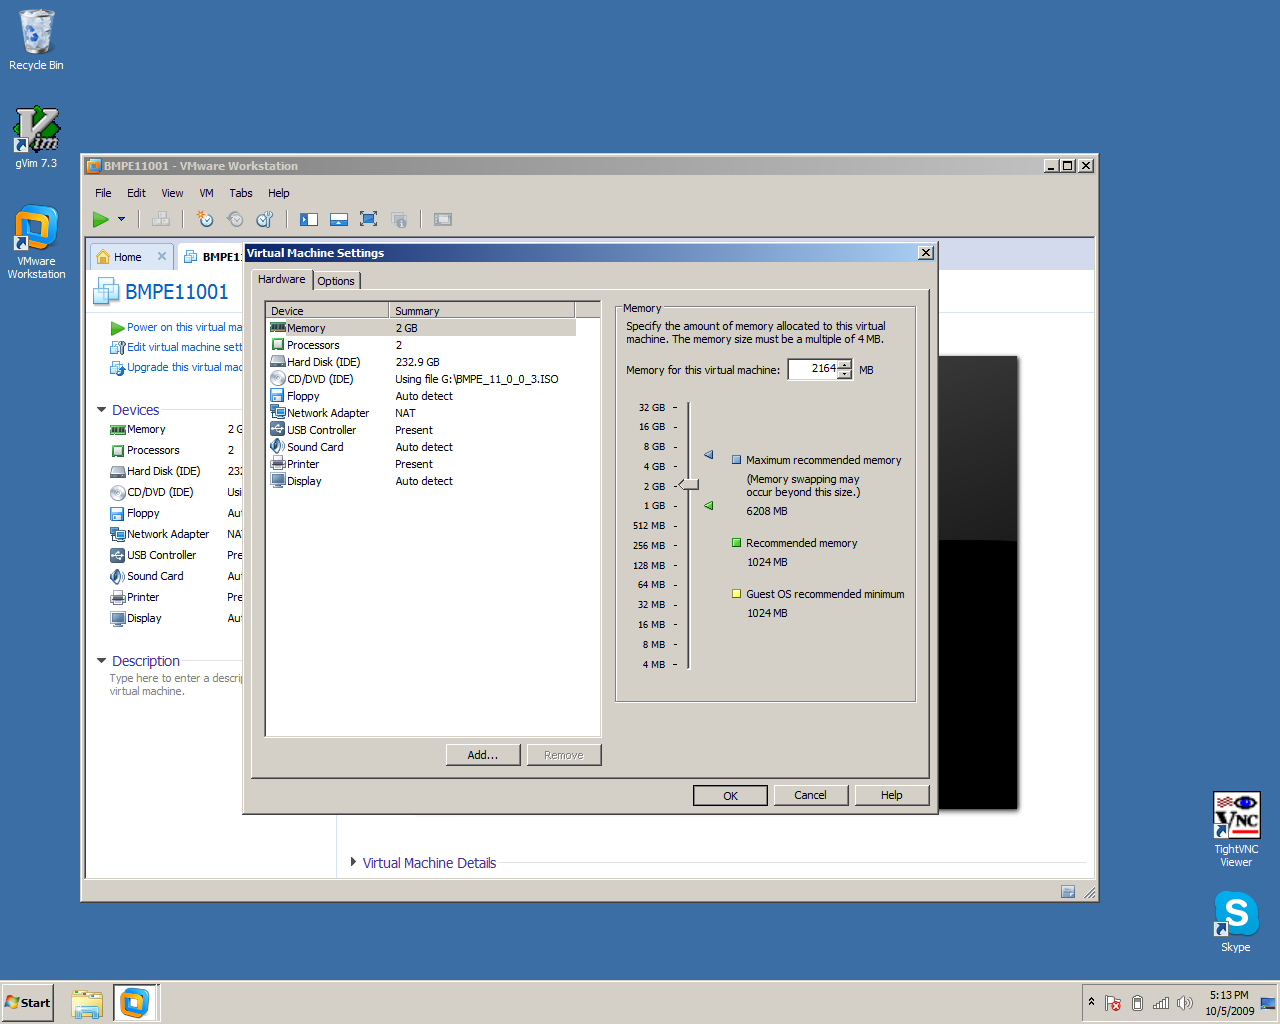 Recycle Bin
gVim 7.3
VMware
Workstation
BMPE11001 - VMware Workstation
File Edit View VM Tabs Help
Home
BMPE11001
Power on this virtual ma
Edit virtual machine sett
Upgrade this virtual mac
Devices
Memory
Processors 2
Hard Disk (IDE)
CD/DVD (IDE)
Floppy
Network Adapter
USB Controller
Sound Card
Printer
Display
Description
Type here to enter a descri
virtual machine.
Virtual Machine Details
Virtual Machine Settings
Hardware Options
Device Summary
Memory 2 GB
Processors 2
Hard Disk (IDE) 232.9 GB
CD/DVD (IDE) Using file G:\BMPE_11_0_0_3.ISO
Floppy Auto detect
Network Adapter NAT
USB Controller Present
Sound Card Auto detect
Printer Present
Display Auto detect
Add... Remove
Memory
Specify the amount of memory allocated to this virtual
machine. The memory size must be a multiple of 4 MB.
Memory for this virtual machine: 2164 MB
32 GB
16 GB
8 GB
4 GB
2 GB
1 GB
512 MB
256 MB
128 MB
64 MB
32 MB
16 MB
8 MB
4 MB
Maximum recommended memory
(Memory swapping may
occur beyond this size.)
6208 MB
Recommended memory
1024 MB
Guest OS recommended minimum
1024 MB
OK Cancel Help
VNC
TightVNC
Viewer
Skype
Start
5:13 PM
10/5/2009